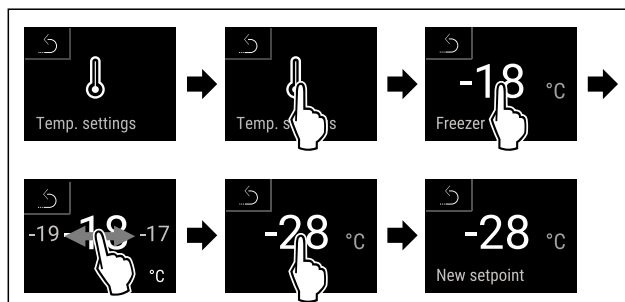 Temp. settings
Temp.
-18 °C
Freezer
-19 -18 -17
°C
-28 °C
-28 °C
New setpoint